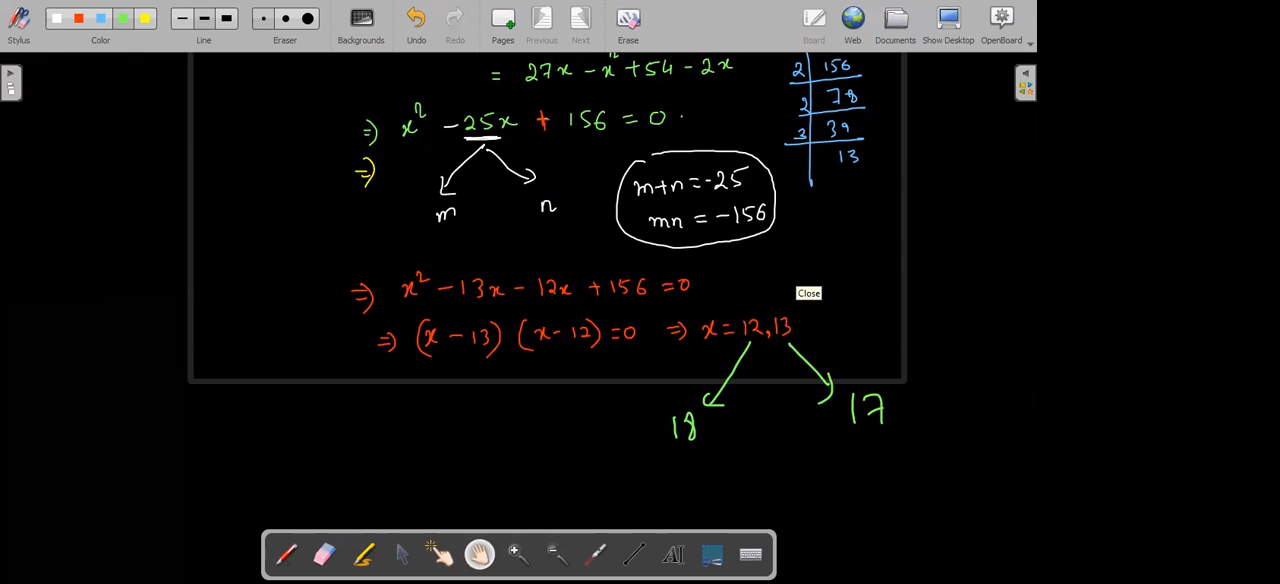 Stylus Color Line Eraser Backgrounds Undo Redo Pages Previous Next Erase Board Web Documents Show Desktop OpenBoard
= 27x - x² + 54 - 2x
⇒ x² - 25x + 156 = 0.
⇒
m n
m+n = -25
mn = -156
2 | 156
2 | 78
3 | 39
| 13
⇒ x² - 13x - 12x + 156 = 0
Close
⇒ (x - 13) (x - 12) = 0 ⇒ x = 12, 13
18 17
AI